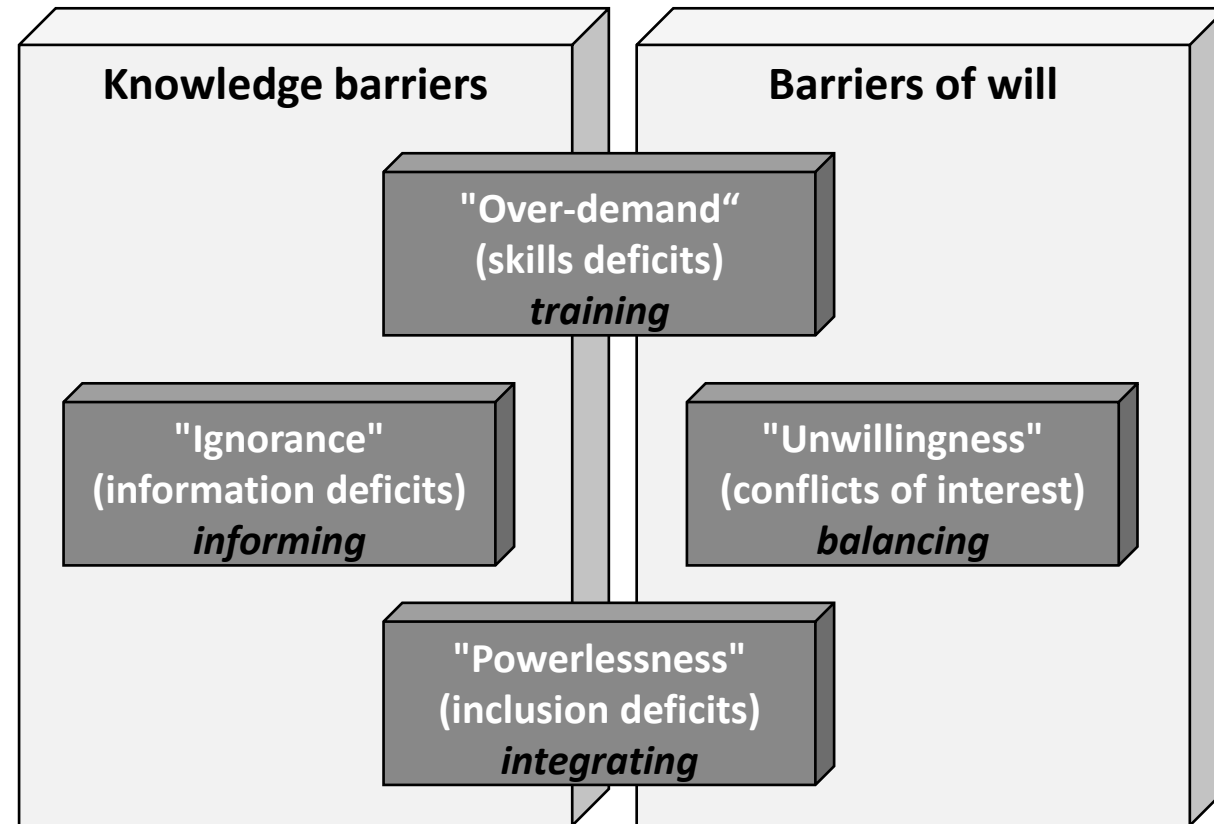 Knowledge barriers
Barriers of will
"Over-demand“
(skills deficits)
training
"Ignorance"
(information deficits)
informing
"Unwillingness"
(conflicts of interest)
balancing
"Powerlessness"
(inclusion deficits)
integrating